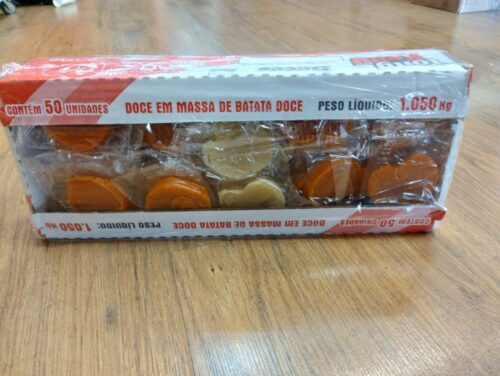 CONTÉM 50 UNIDADES DOCE EM MASSA DE BATATA DOCE PESO LÍQUIDO: 1.050 Kg
CONTÉM 50 UNIDADES DOCE EM MASSA DE BATATA DOCE PESO LÍQUIDO: 1.050 KG